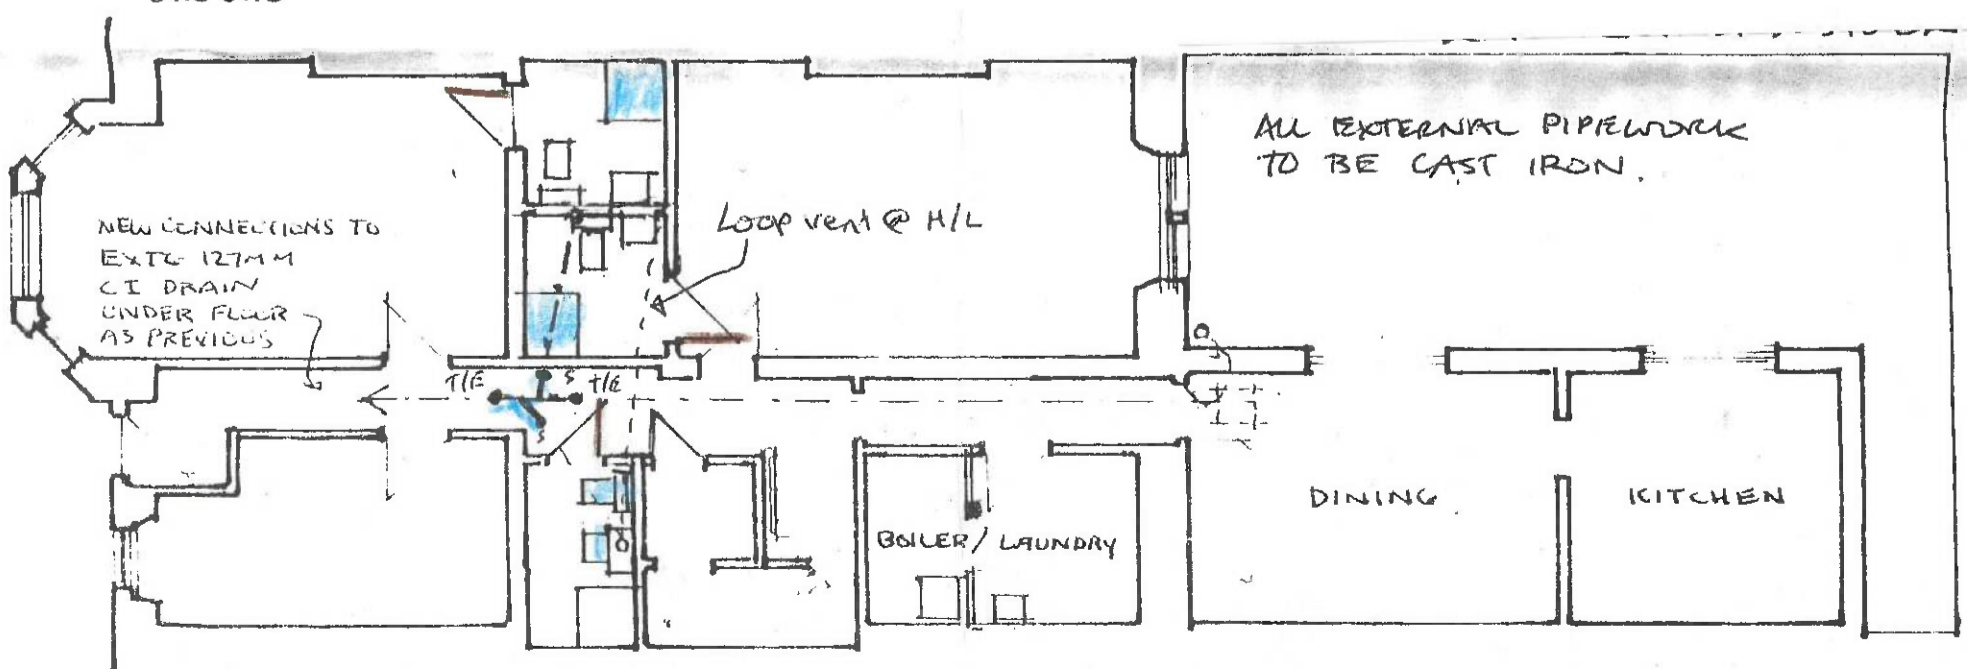 ALL EXTERNAL PIPEWORK
TO BE CAST IRON.
NEW CONNECTIONS TO
EXTG 127MM
CI DRAIN
UNDER FLOOR
AS PREVIOUS
Loop vent @ H/L
T/E
S
T/E
S
DINING
KITCHEN
BOILER/LAUNDRY